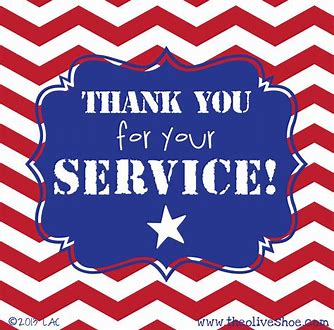 THANK YOU
for your
SERVICE!
©2013 LAC www.theoliveshoe.com